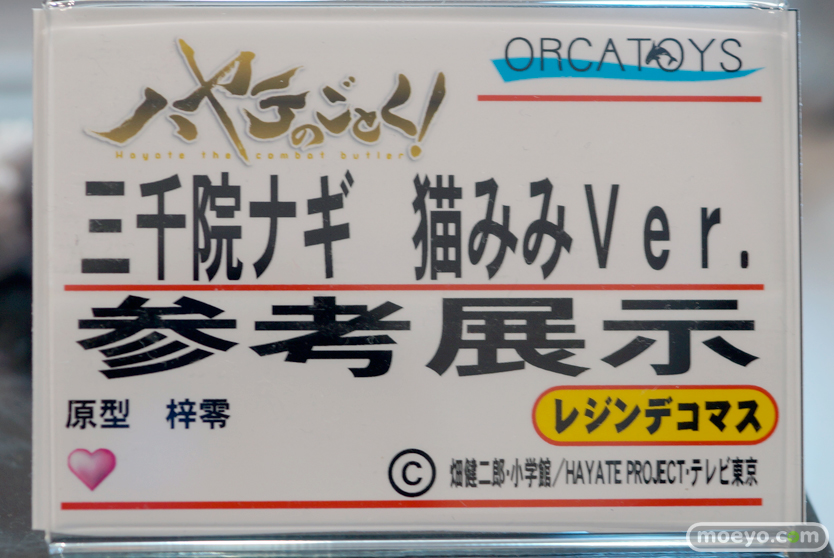 ORCATOYS
ハヤテのごとく!
Hayate the combat butler
三千院ナギ 猫みみVer.
参考展示
原型 梓零
レジンデコマス
Ⓒ 畑健二郎・小学館/HAYATE PROJECT・テレビ東京
moeyo.com